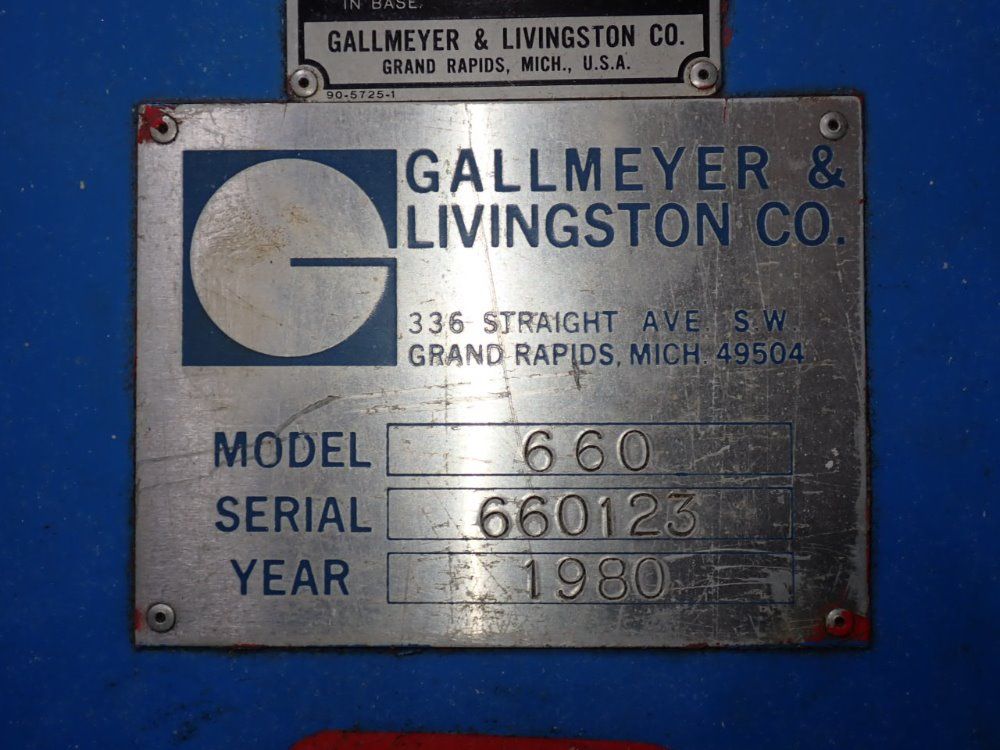 IN BASE.
GALLMEYER & LIVINGSTON CO.
GRAND RAPIDS, MICH., U.S.A.
90-5725-1
GALLMEYER &
LIVINGSTON CO.
336 STRAIGHT AVE. S.W.
GRAND RAPIDS, MICH. 49504
MODEL 660
SERIAL 660123
YEAR 1980